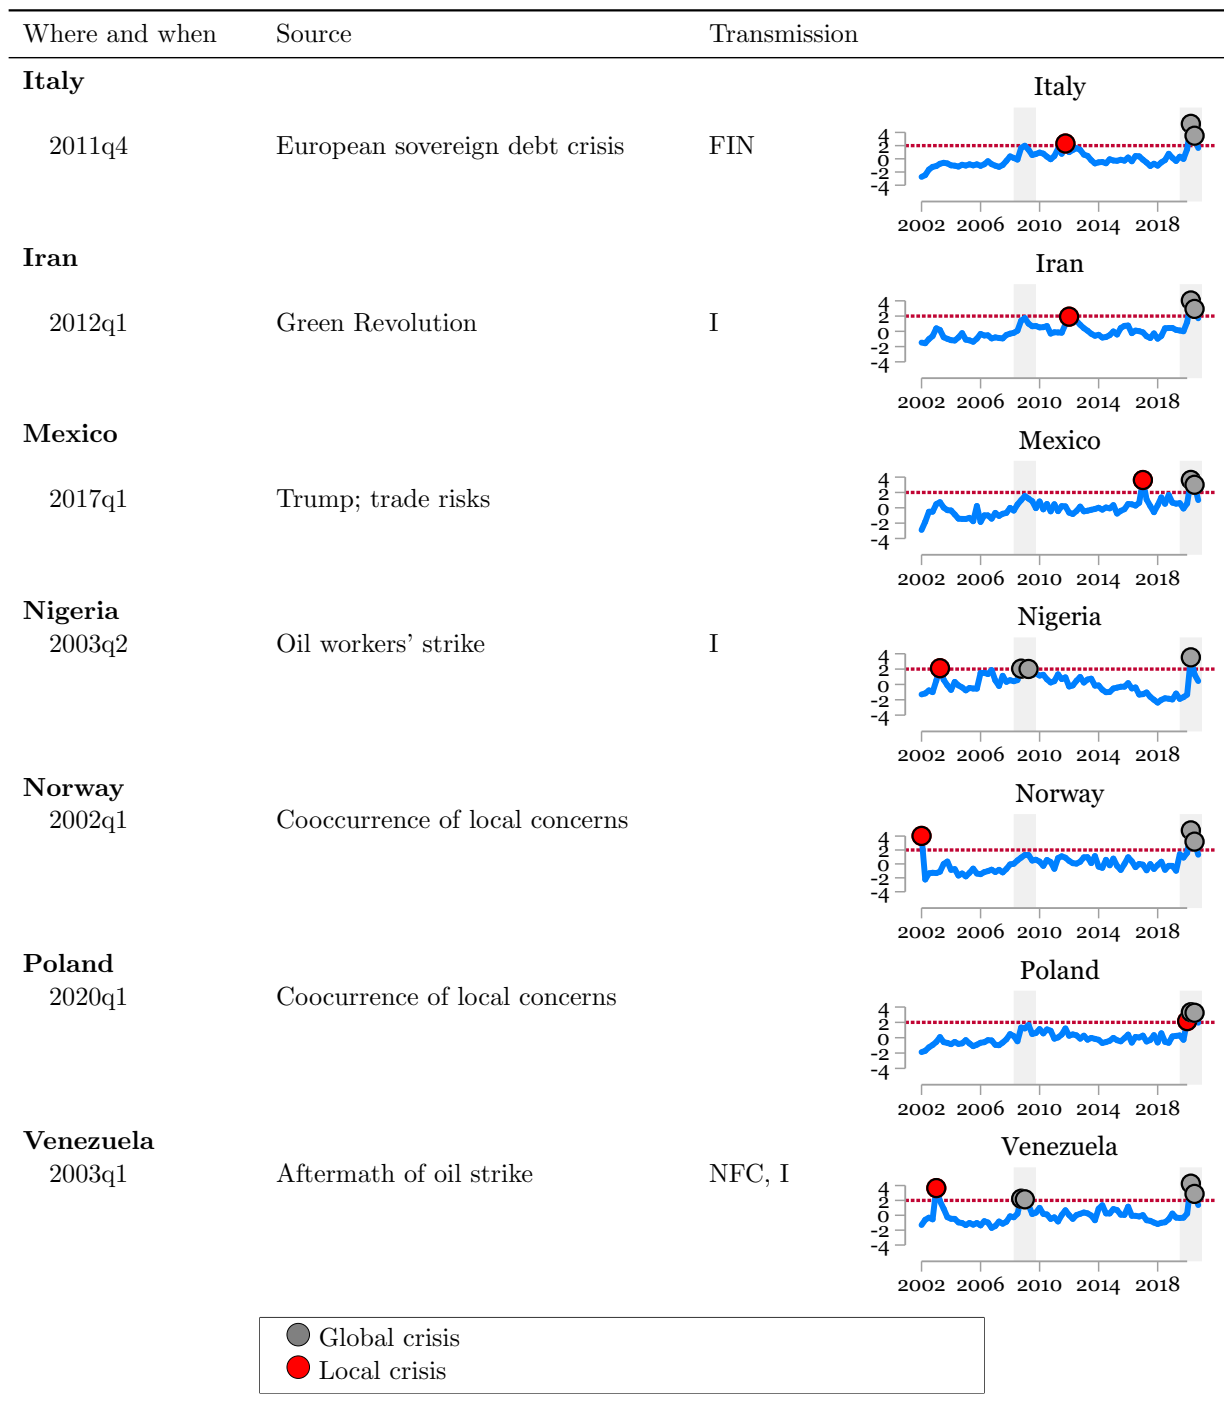 Where and when Source Transmission
Italy
Italy
2011q4 European sovereign debt crisis FIN
4
2
0
-2
-4
2002 2006 2010 2014 2018
Iran
Iran
2012q1 Green Revolution I
4
2
0
-2
-4
2002 2006 2010 2014 2018
Mexico
Mexico
2017q1 Trump; trade risks
4
2
0
-2
-4
2002 2006 2010 2014 2018
Nigeria
Nigeria
2003q2 Oil workers' strike I
4
2
0
-2
-4
2002 2006 2010 2014 2018
Norway
Norway
2002q1 Cooccurrence of local concerns
4
2
0
-2
-4
2002 2006 2010 2014 2018
Poland
Poland
2020q1 Coocurrence of local concerns
4
2
0
-2
-4
2002 2006 2010 2014 2018
Venezuela
Venezuela
2003q1 Aftermath of oil strike NFC, I
4
2
0
-2
-4
2002 2006 2010 2014 2018
Global crisis
Local crisis